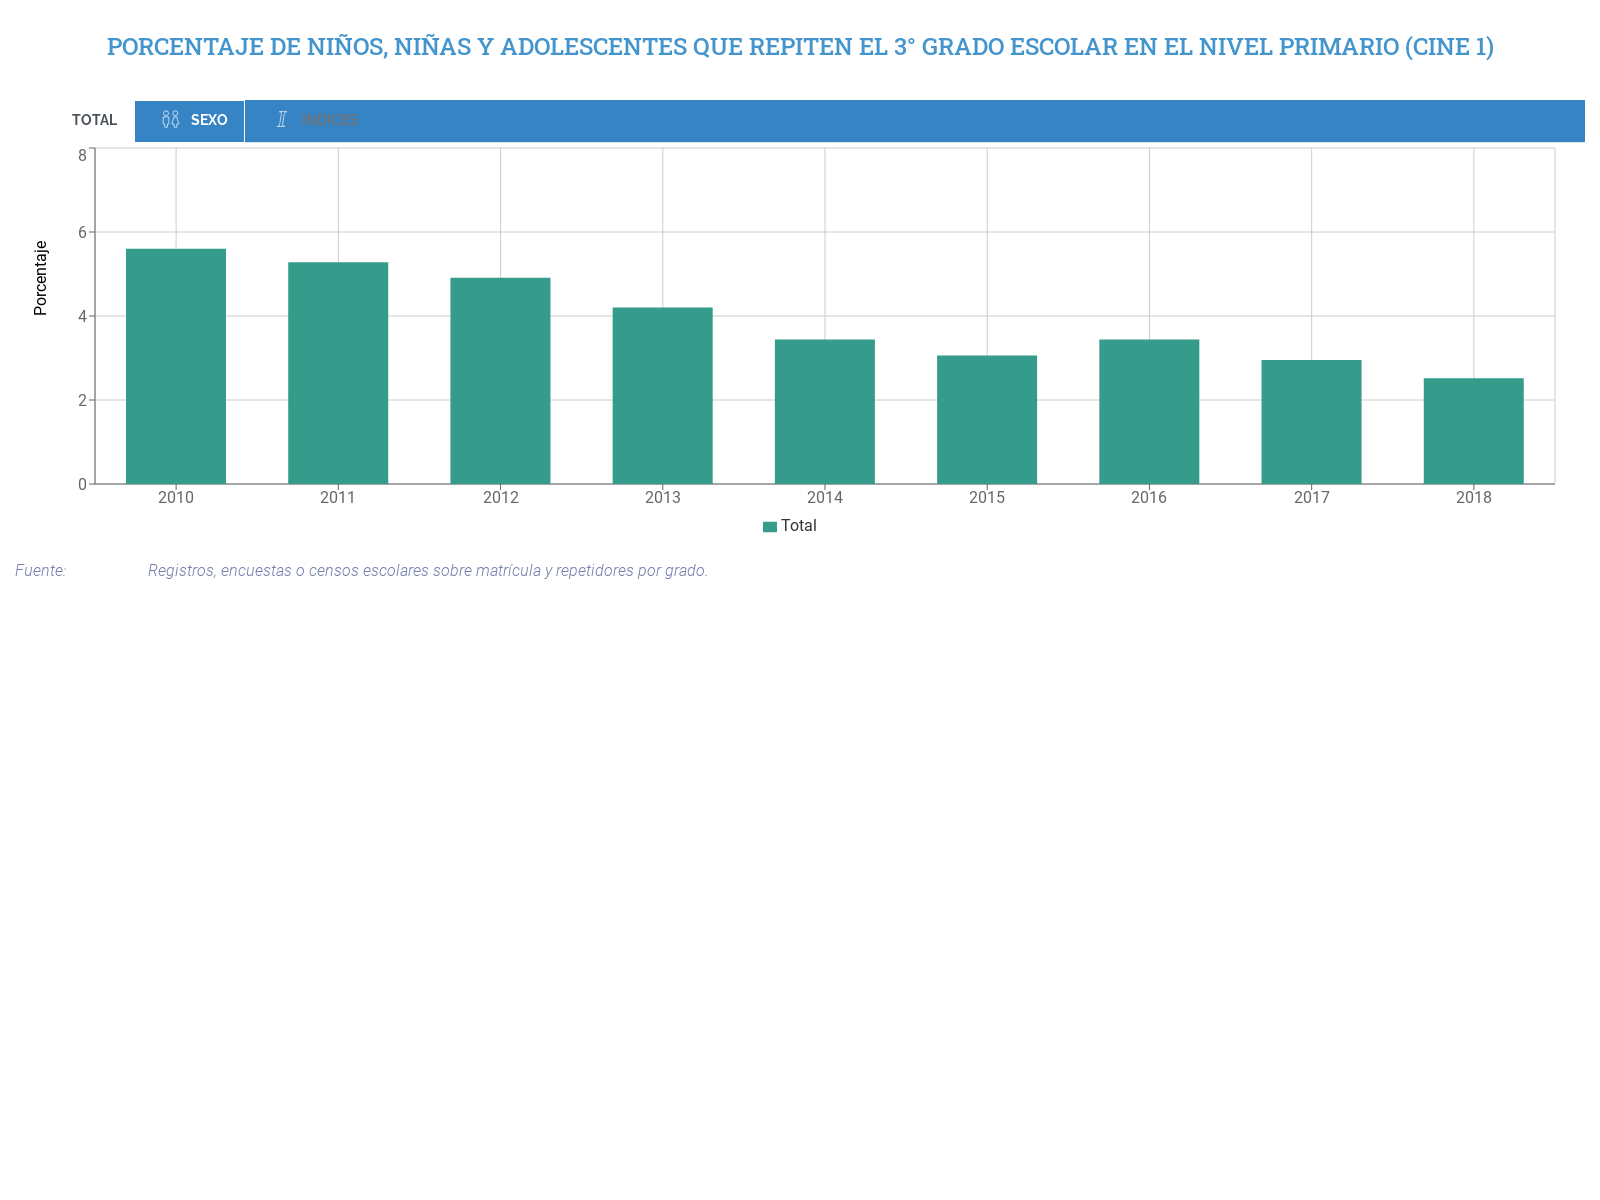 PORCENTAJE DE NIÑOS, NIÑAS Y ADOLESCENTES QUE REPITEN EL 3° GRADO ESCOLAR EN EL NIVEL PRIMARIO (CINE 1)
TOTAL SEXO INDICES
8
6
4
2
0
Porcentaje
2010 2011 2012 2013 2014 2015 2016 2017 2018
Total
Fuente: Registros, encuestas o censos escolares sobre matrícula y repetidores por grado.